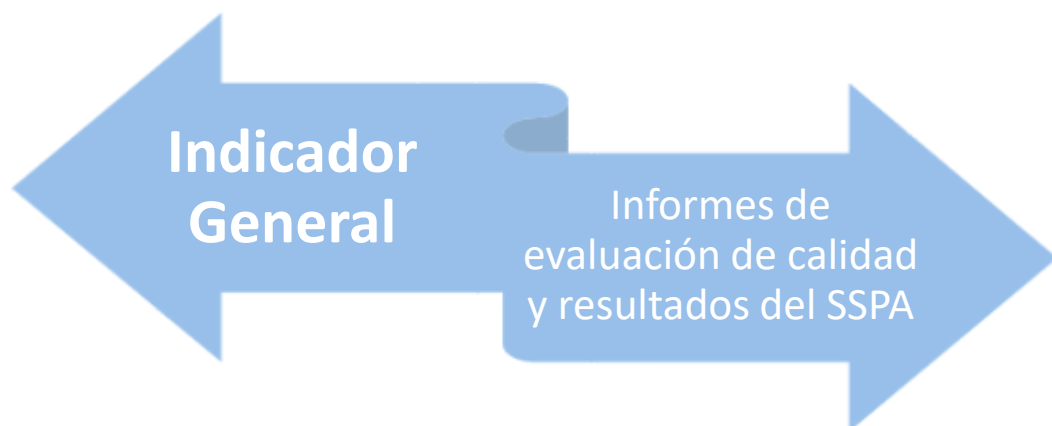 Indicador
General
Informes de
evaluación de calidad
y resultados del SSPA